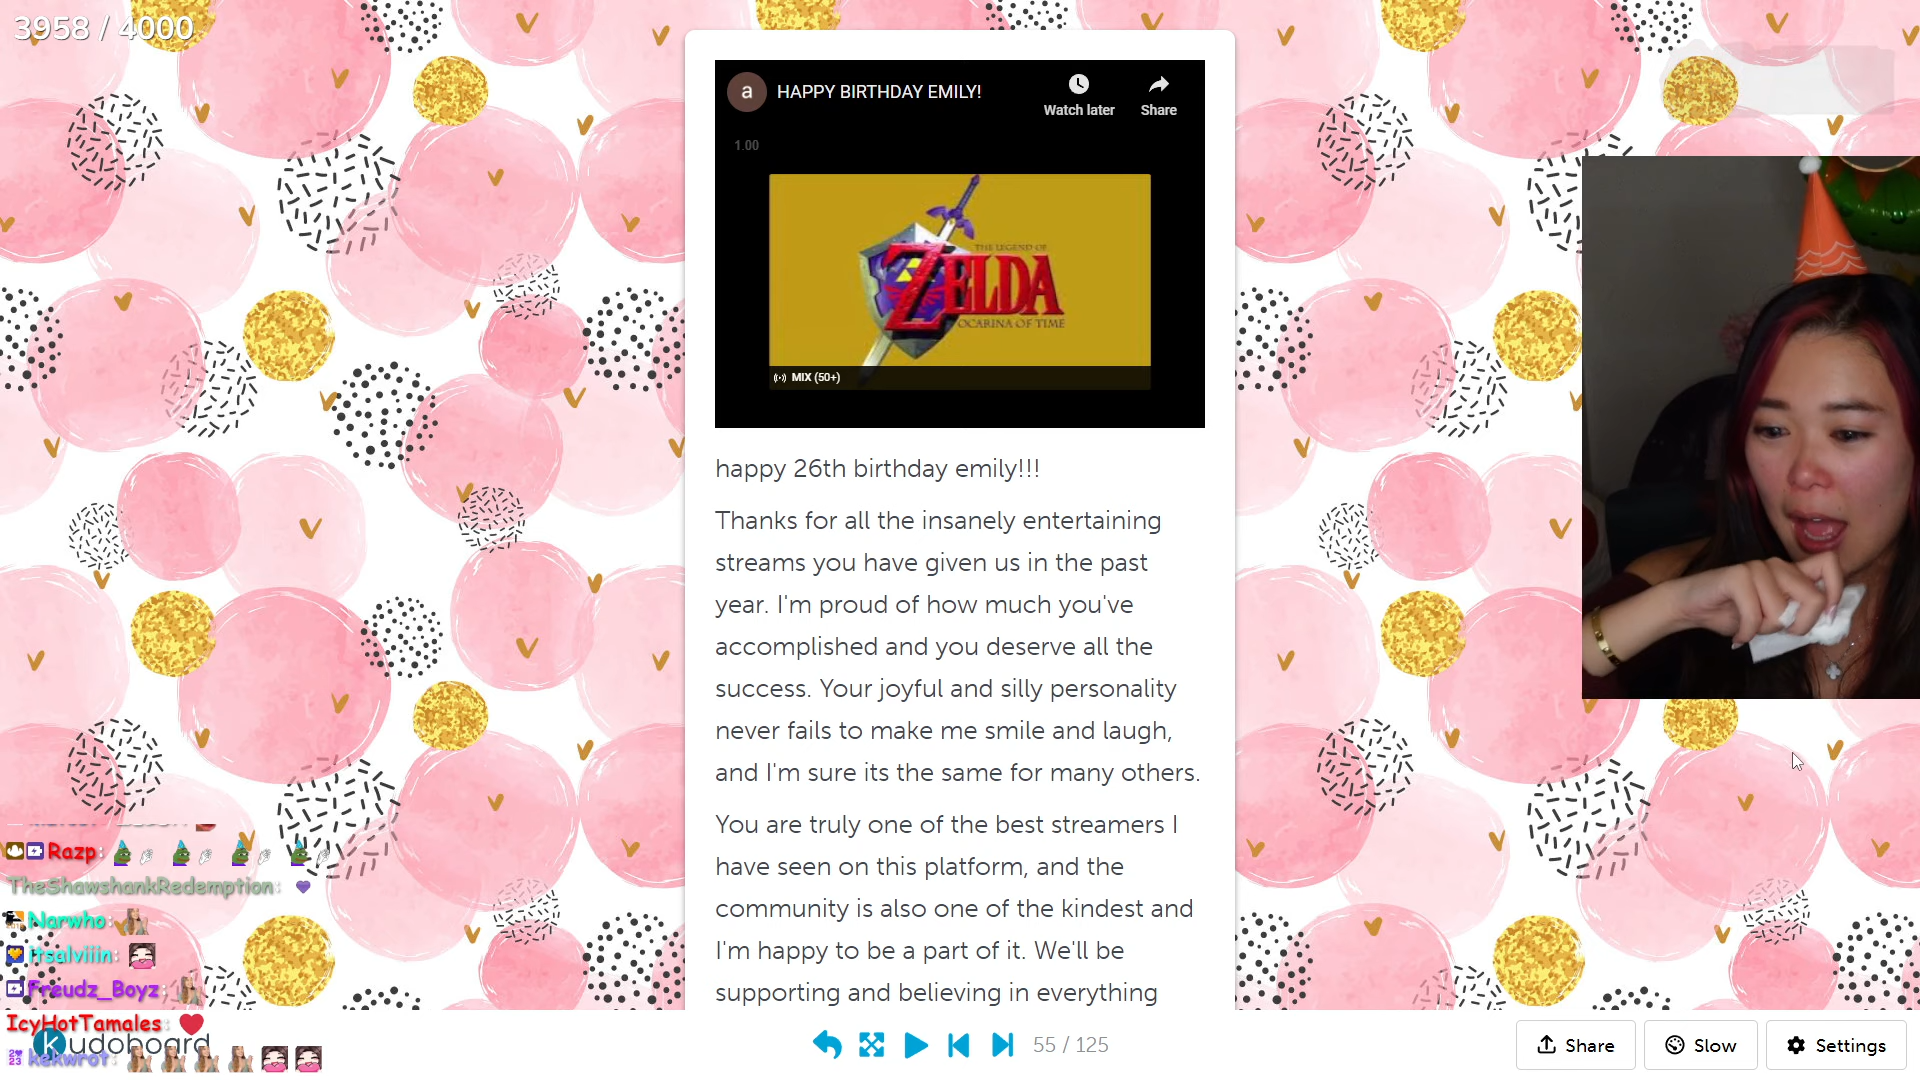 3958 / 4000
a HAPPY BIRTHDAY EMILY!
Watch later
Share
1.00
THE LEGEND OF
ZELDA
OCARINA OF TIME
MIX (50+)
happy 26th birthday emily!!!
Thanks for all the insanely entertaining
streams you have given us in the past
year. I'm proud of how much you've
accomplished and you deserve all the
success. Your joyful and silly personality
never fails to make me smile and laugh,
and I'm sure its the same for many others.
You are truly one of the best streamers I
have seen on this platform, and the
community is also one of the kindest and
I'm happy to be a part of it. We'll be
supporting and believing in everything
Razp:
TheShawshankRedemption:
Narwho:
itsalviiin:
Freudz_Boyz:
IcyHotTamales:
kudoboard
kekwrot:
55 / 125
Share
Slow
Settings